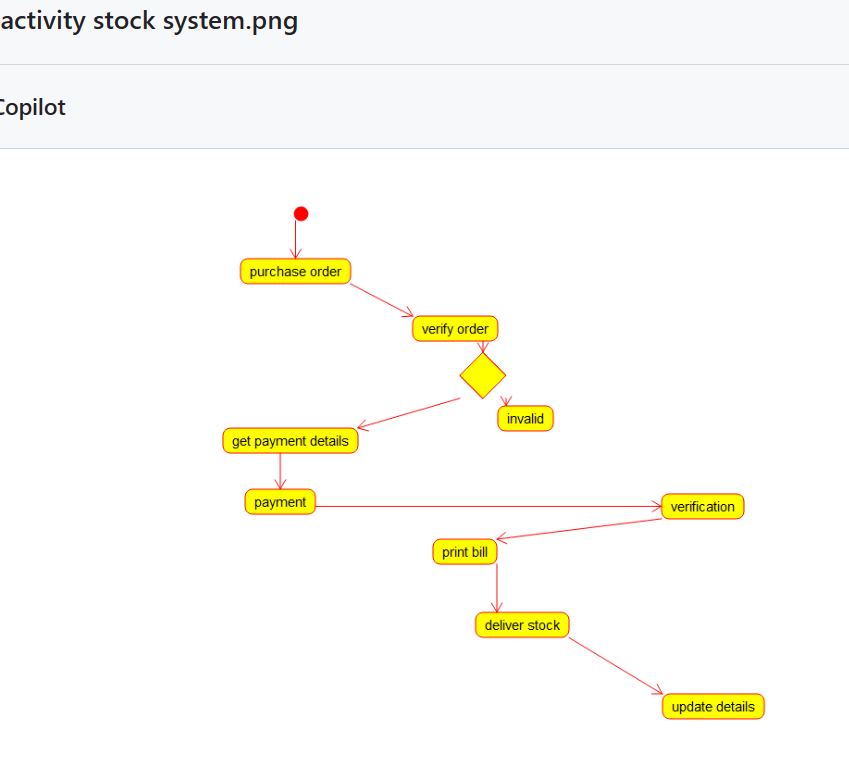 activity stock system.png
Copilot
purchase order
verify order
invalid
get payment details
payment
verification
print bill
deliver stock
update details